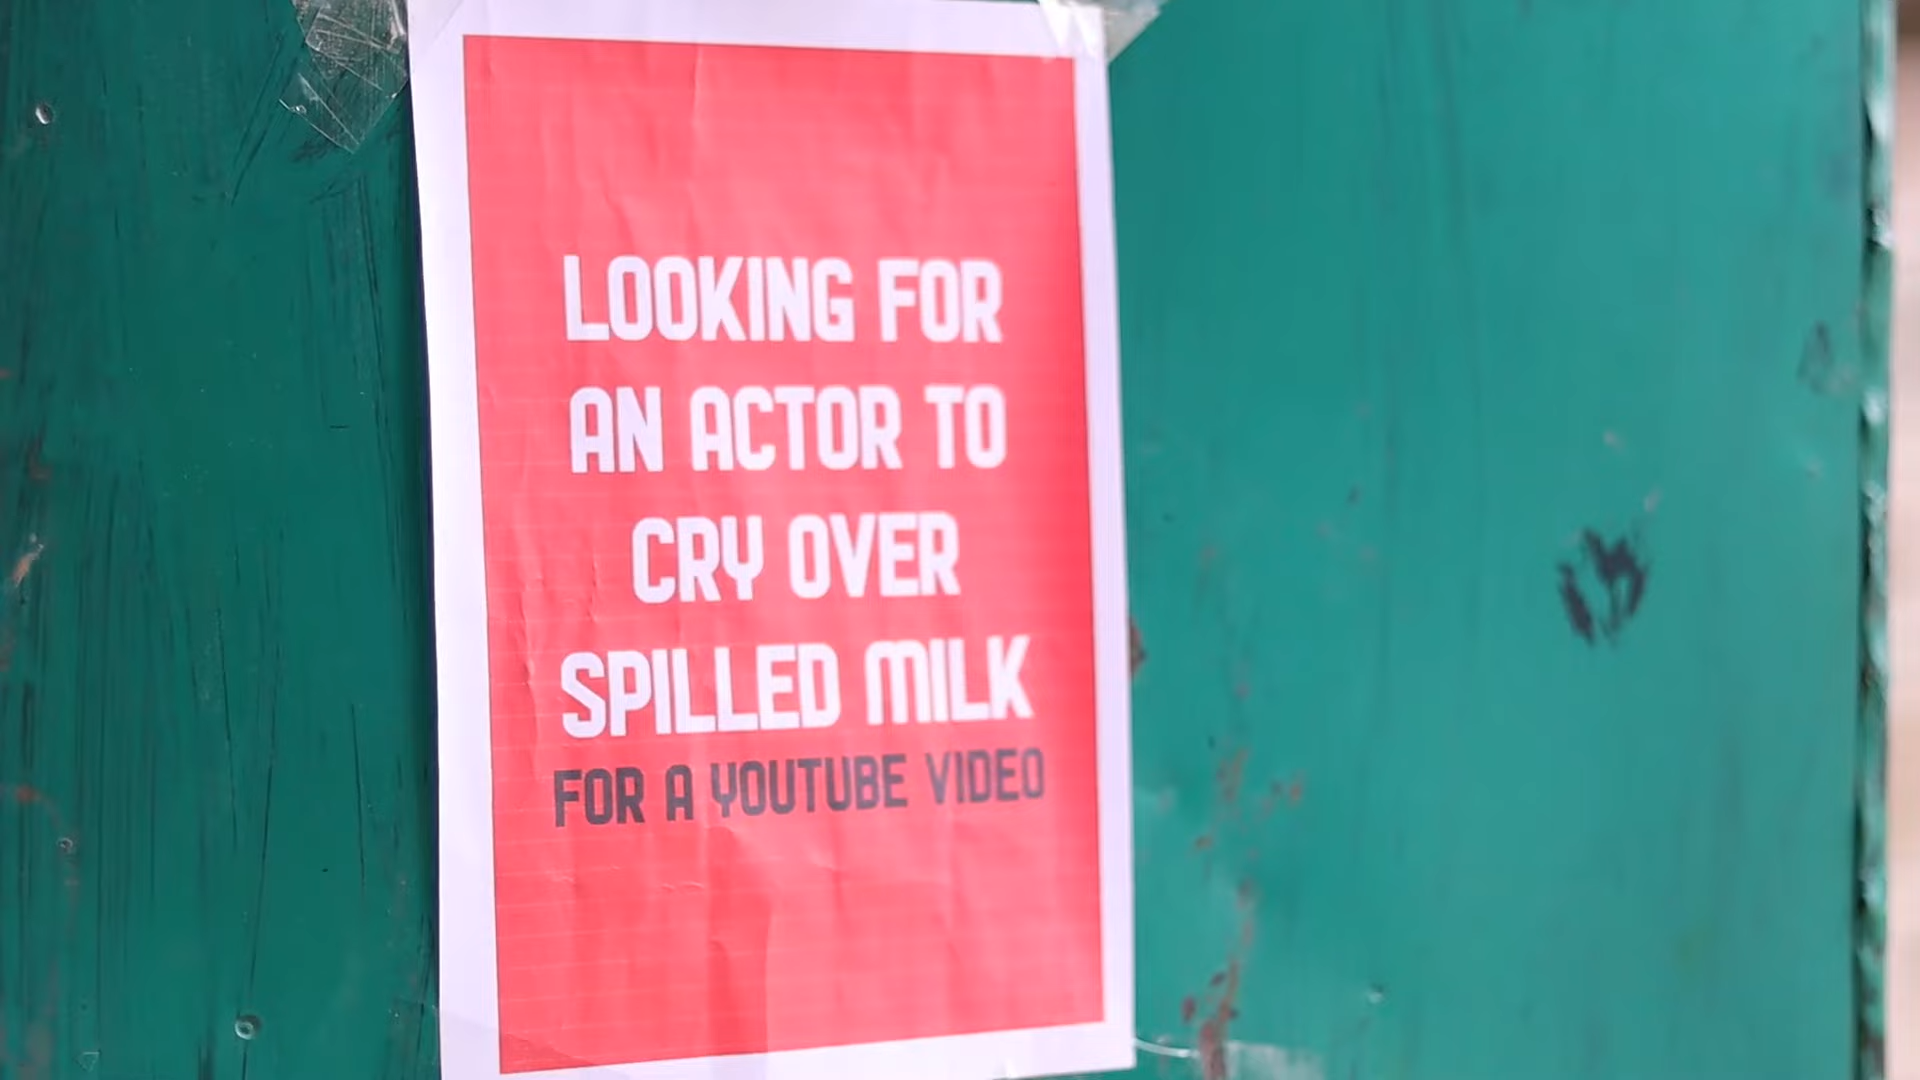 LOOKING FOR
AN ACTOR TO
CRY OVER
SPILLED MILK
FOR A YOUTUBE VIDEO